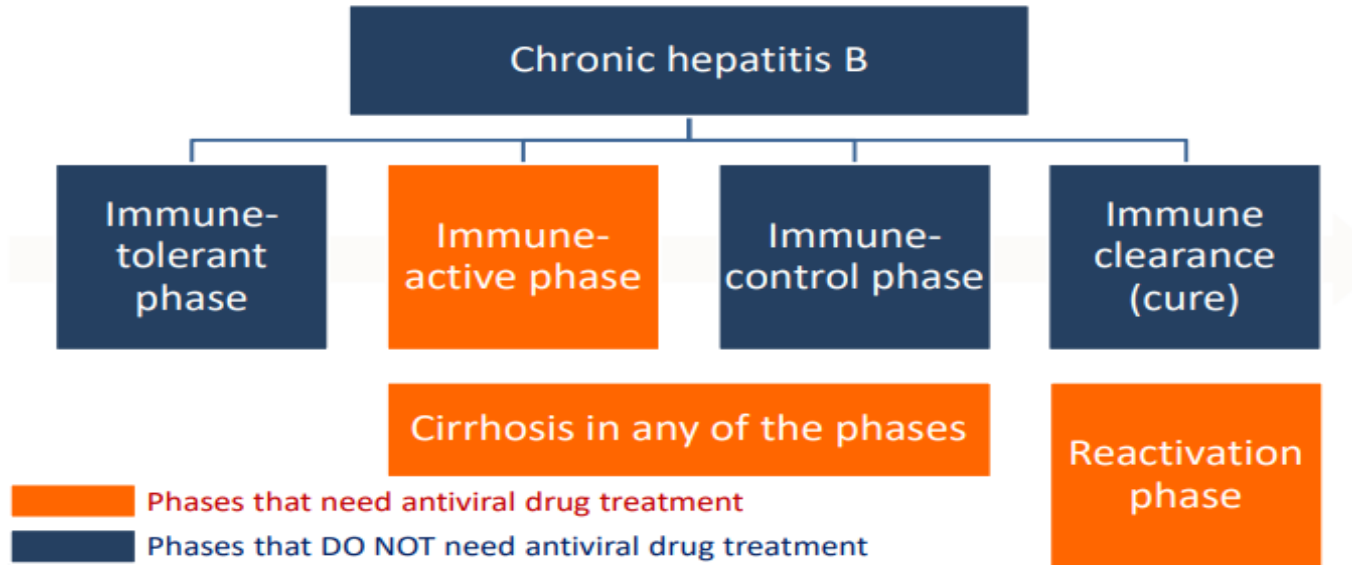 Chronic hepatitis B
Immune-
tolerant
phase
Immune-
active phase
Immune-
control phase
Immune
clearance
(cure)
Cirrhosis in any of the phases
Reactivation
phase
Phases that need antiviral drug treatment
Phases that DO NOT need antiviral drug treatment